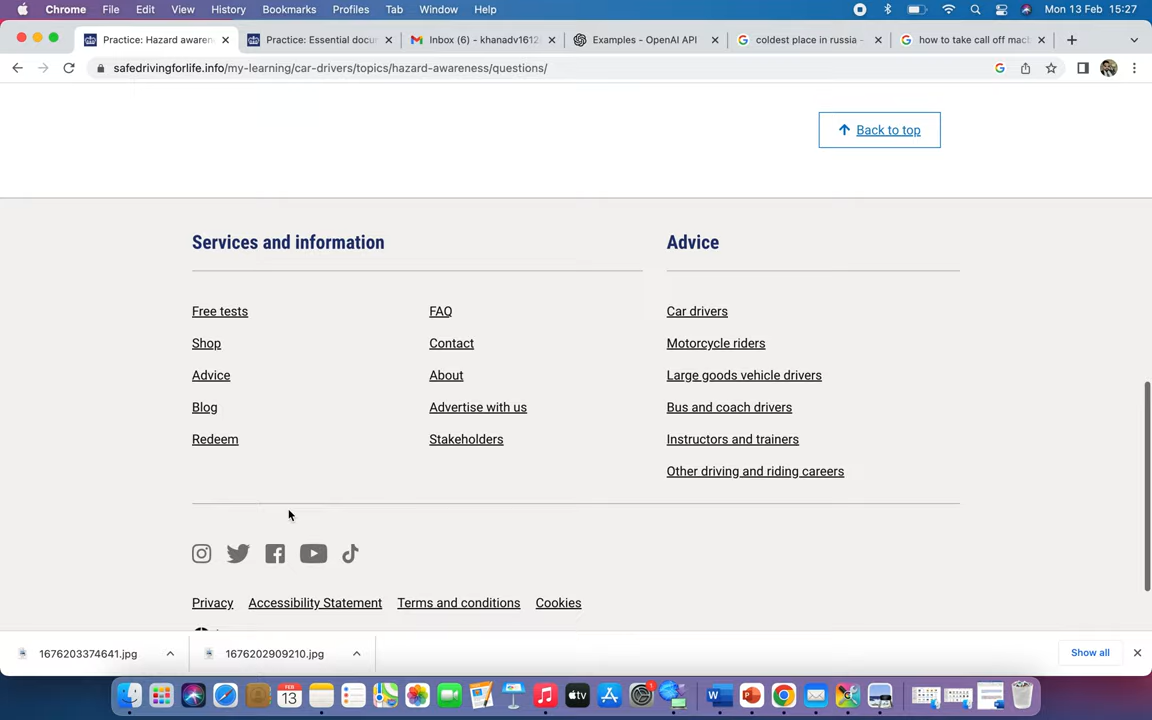 Chrome File Edit View History Bookmarks Profiles Tab Window Help Mon 13 Feb 15:27
Practice: Hazard awaren Practice: Essential docu Inbox (6) - khanadv1612 Examples - OpenAI API coldest place in russia - how to take call off mac
safedrivingforlife.info/my-learning/car-drivers/topics/hazard-awareness/questions/
Back to top
Services and information
Advice
Free tests FAQ Car drivers
Shop Contact Motorcycle riders
Advice About Large goods vehicle drivers
Blog Advertise with us Bus and coach drivers
Redeem Stakeholders Instructors and trainers
Other driving and riding careers
Privacy Accessibility Statement Terms and conditions Cookies
1676203374641.jpg 1676202909210.jpg Show all
FEB
13
tv